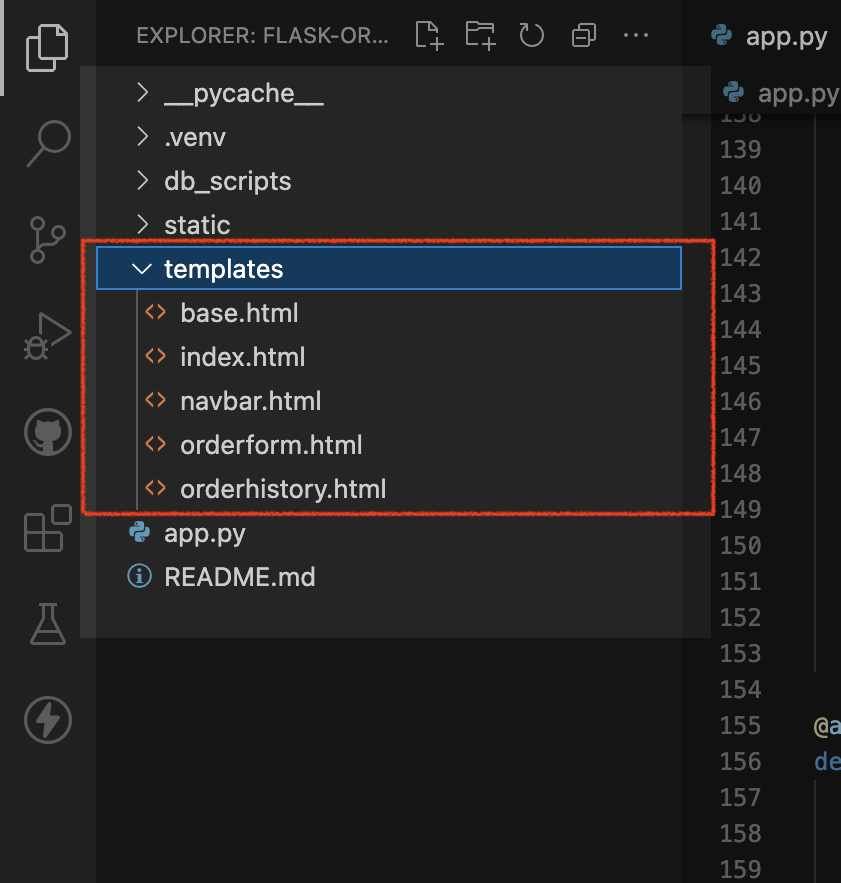 EXPLORER: FLASK-OR...
app.py
__pycache__
app.py
.venv
db_scripts
static
templates
base.html
index.html
navbar.html
orderform.html
orderhistory.html
app.py
README.md
138
139
140
141
142
143
144
145
146
147
148
149
150
151
152
153
154
155 @a
156 de
157
158
159